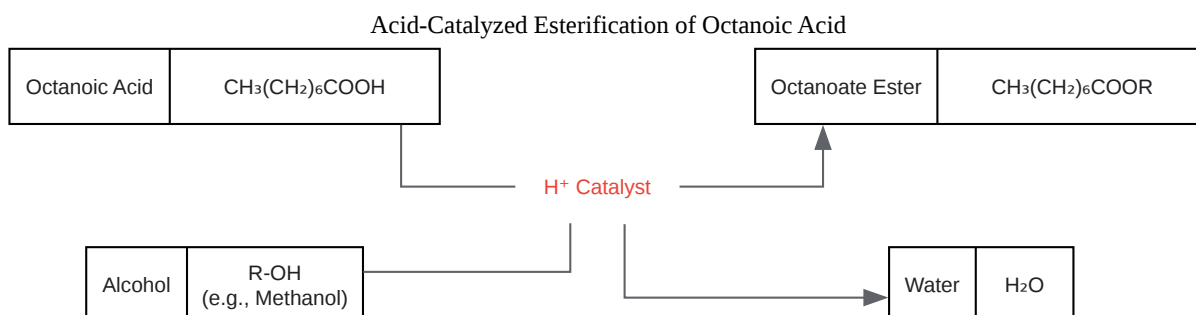 Acid-Catalyzed Esterification of Octanoic Acid
Octanoic Acid
CH₃(CH₂)₆COOH
Octanoate Ester
CH₃(CH₂)₆COOR
H⁺ Catalyst
Alcohol
R-OH
(e.g., Methanol)
Water
H₂O